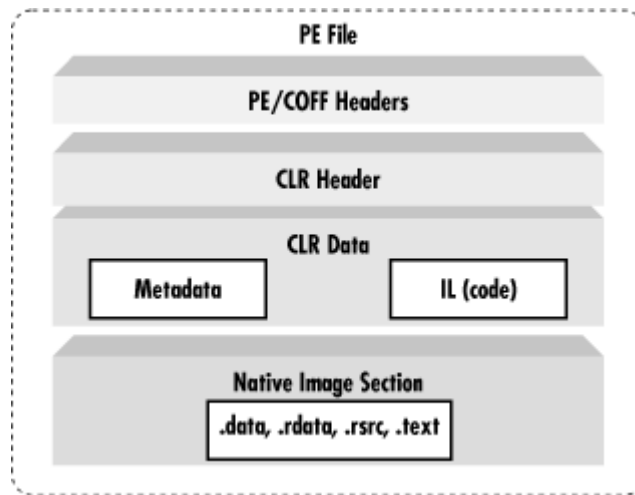 PE File
PE/COFF Headers
CLR Header
CLR Data
Metadata
IL (code)
Native Image Section
.data, .rdata, .rsrc, .text